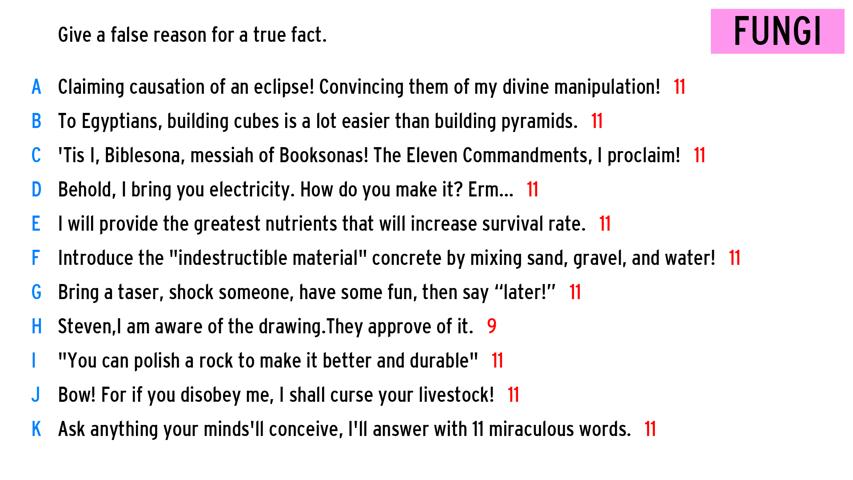 Give a false reason for a true fact.
FUNGI
A Claiming causation of an eclipse! Convincing them of my divine manipulation! 11
B To Egyptians, building cubes is a lot easier than building pyramids. 11
C 'Tis I, Biblesona, messiah of Booksonas! The Eleven Commandments, I proclaim! 11
D Behold, I bring you electricity. How do you make it? Erm... 11
E I will provide the greatest nutrients that will increase survival rate. 11
F Introduce the "indestructible material" concrete by mixing sand, gravel, and water! 11
G Bring a taser, shock someone, have some fun, then say “later!” 11
H Steven,I am aware of the drawing.They approve of it. 9
I "You can polish a rock to make it better and durable" 11
J Bow! For if you disobey me, I shall curse your livestock! 11
K Ask anything your minds'll conceive, I'll answer with 11 miraculous words. 11